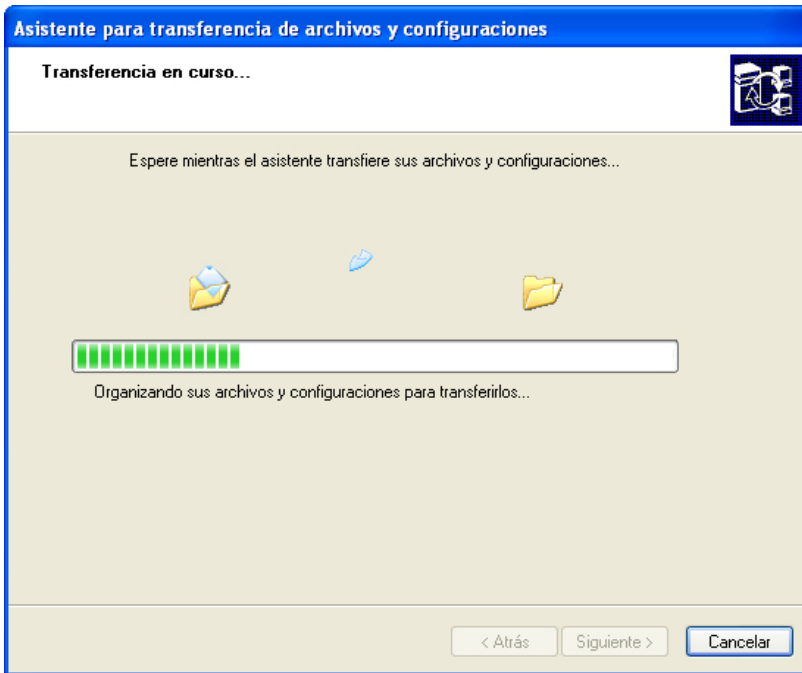 Asistente para transferencia de archivos y configuraciones
Transferencia en curso...
Espere mientras el asistente transfiere sus archivos y configuraciones...
Organizando sus archivos y configuraciones para transferirlos...
< Atrás
Siguiente >
Cancelar